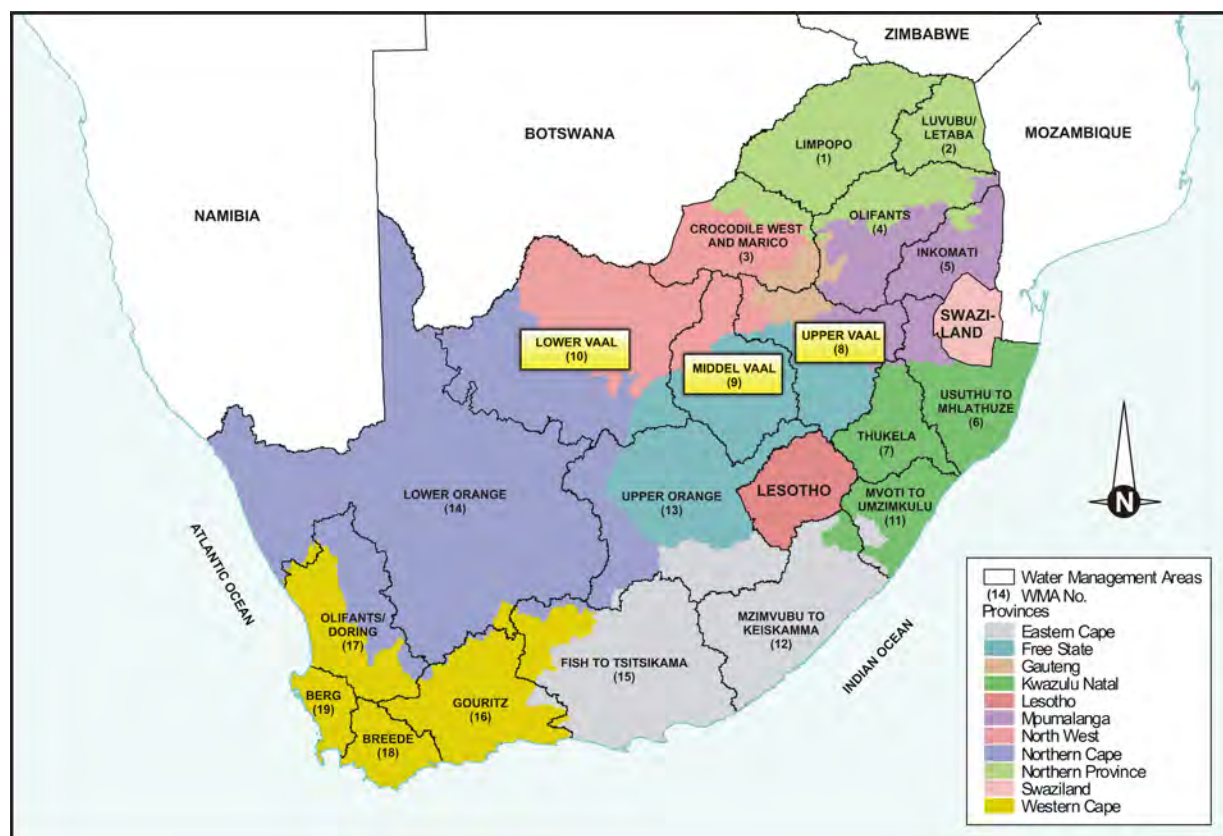 ZIMBABWE
BOTSWANA
MOZAMBIQUE
NAMIBIA
LIMPOPO
(1)
LUVUBU/
LETABA
(2)
OLIFANTS
(4)
CROCODILE WEST
AND MARICO
(3)
INKOMATI
(5)
SWAZI-
LAND
LOWER VAAL
(10)
UPPER VAAL
(8)
MIDDEL VAAL
(9)
USUTHU TO
MHLATHUZE
(6)
THUKELA
(7)
LOWER ORANGE
(14)
UPPER ORANGE
(13)
LESOTHO
MVOTI TO
UMZIMKULU
(11)
N
ATLANTIC OCEAN
OLIFANTS/
DORING
(17)
MZIMVUBU TO
KEISKAMMA
(12)
FISH TO TSITSIKAMA
(15)
INDIAN OCEAN
BERG
(19)
GOURITZ
(16)
BREEDE
(18)
Water Management Areas
(14) WMA No.
Provinces
Eastern Cape
Free State
Gauteng
Kwazulu Natal
Lesotho
Mpumalanga
North West
Northern Cape
Northern Province
Swaziland
Western Cape